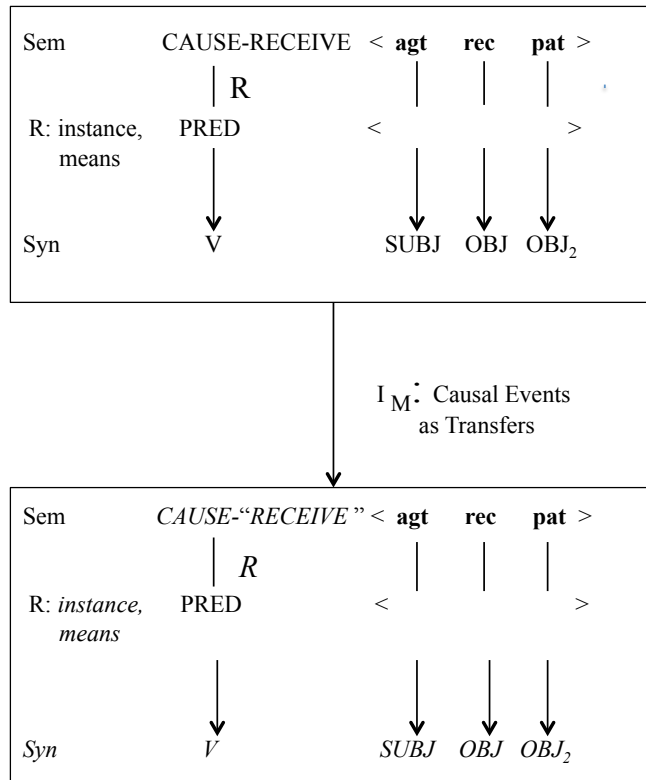 Sem CAUSE-RECEIVE < agt rec pat >
R
R: instance, PRED < >
means
Syn V SUBJ OBJ OBJ₂
I M : Causal Events
as Transfers
Sem CAUSE-“RECEIVE ” < agt rec pat >
R
R: instance, PRED < >
means
Syn V SUBJ OBJ OBJ₂